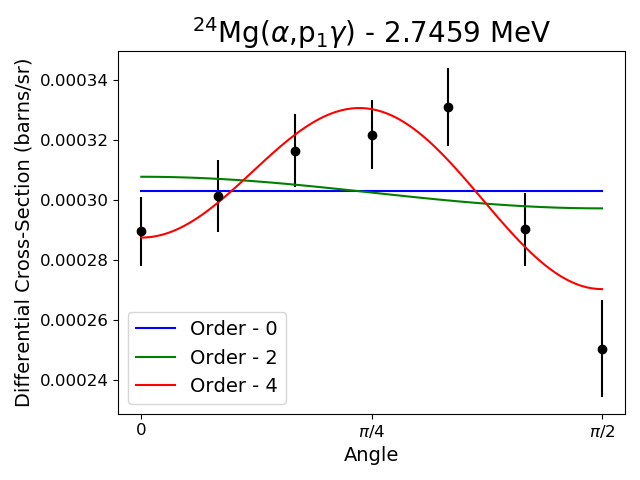 ²⁴Mg(α,p₁γ) - 2.7459 MeV
Differential Cross-Section (barns/sr)
0.00034
0.00032
0.00030
0.00028
0.00026
0.00024
Order - 0
Order - 2
Order - 4
0 π/4 π/2
Angle